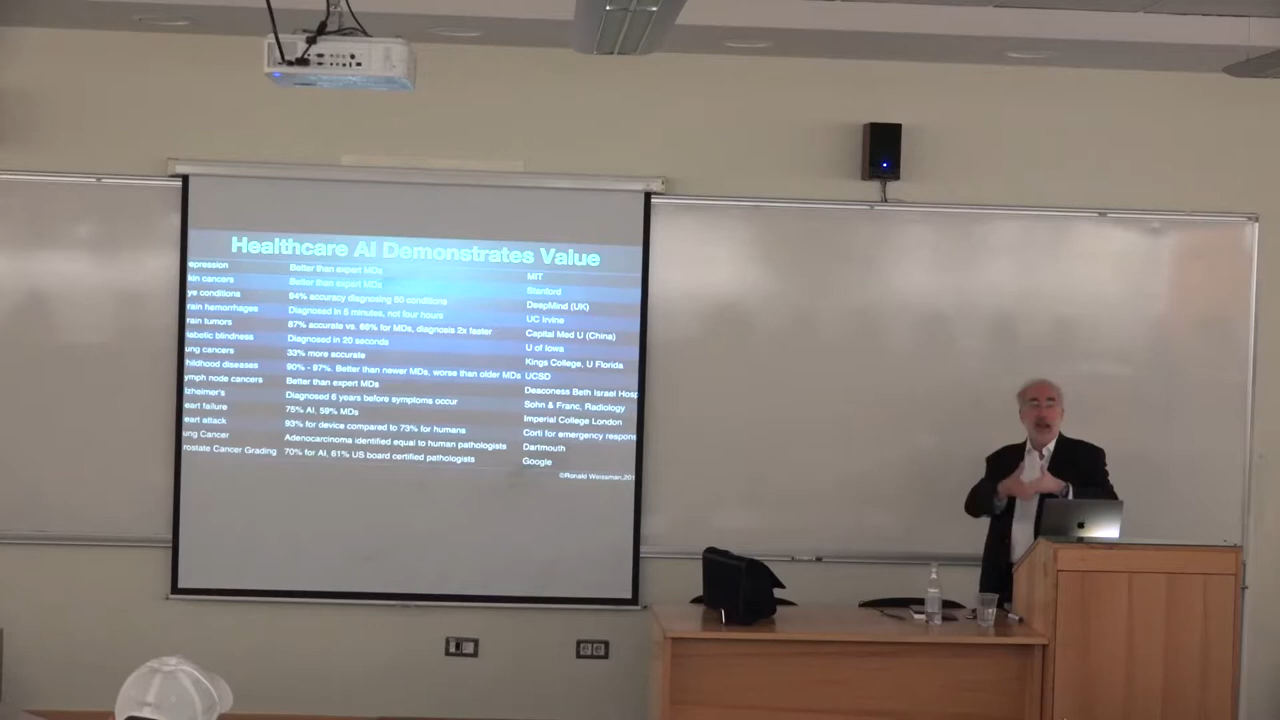 Healthcare AI Demonstrates Value
epression Better than expert MDs MIT
kin cancers Better than expert MDs Stanford
ye conditions 94% accuracy diagnosing 50 conditions DeepMind (UK)
rain hemorrhages Diagnosed in 5 minutes, not four hours UC Irvine
rain tumors 87% accurate vs. 66% for MDs, diagnosis 2x faster Capital Med U (China)
iabetic blindness Diagnosed in 20 seconds U of Iowa
ung cancers 33% more accurate Kings College, U Florida
hildhood diseases 90% - 97%. Better than newer MDs, worse than older MDs UCSD
ymph node cancers Better than expert MDs Deaconess Beth Israel Hosp
lzheimer's Diagnosed 6 years before symptoms occur Sohn & Franc, Radiology
eart failure 75% AI, 59% MDs Imperial College London
eart attack 93% for device compared to 73% for humans Corti for emergency respons
ung Cancer Adenocarcinoma identified equal to human pathologists Dartmouth
rostate Cancer Grading 70% for AI, 61% US board certified pathologists Google
©Ronald Weissman,201